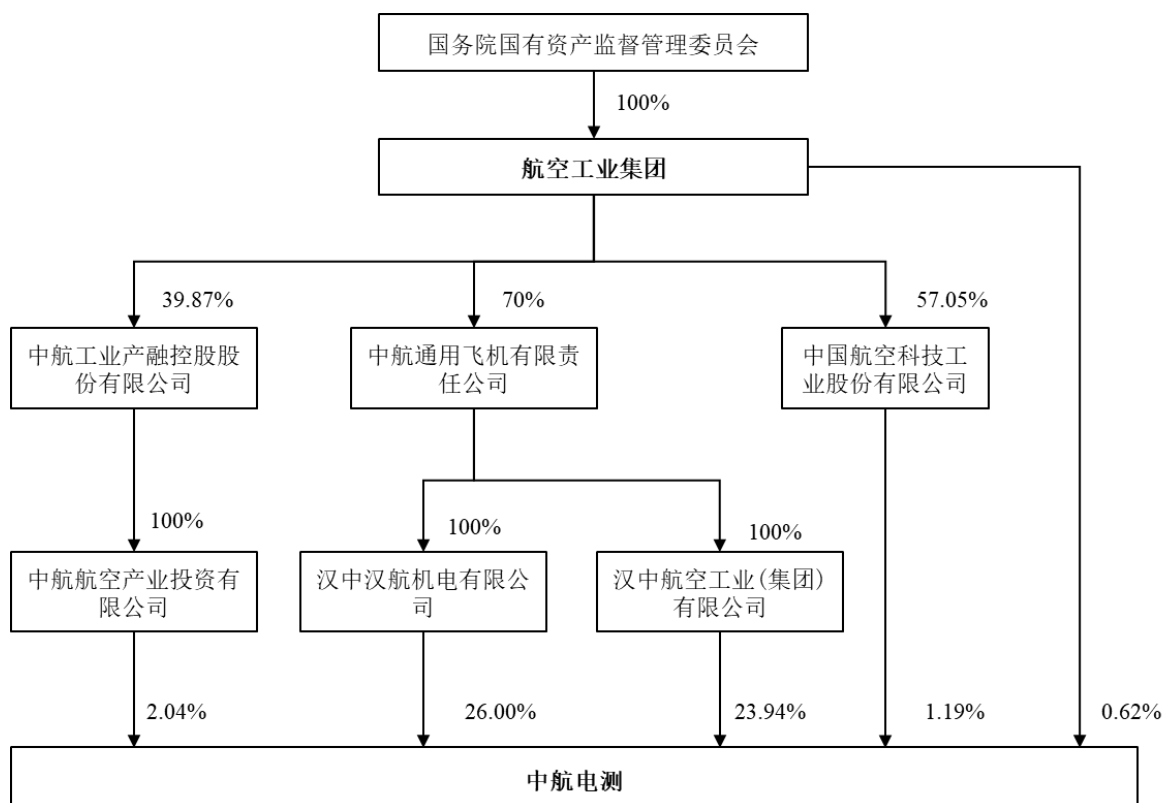 国务院国有资产监督管理委员会
100%
航空工业集团
39.87%
70%
57.05%
中航工业产融控股股
份有限公司
中航通用飞机有限责
任公司
中国航空科技工
业股份有限公司
100%
100%
100%
中航航空产业投资有
限公司
汉中汉航机电有限公
司
汉中航空工业(集团)
有限公司
2.04%
26.00%
23.94%
1.19%
0.62%
中航电测